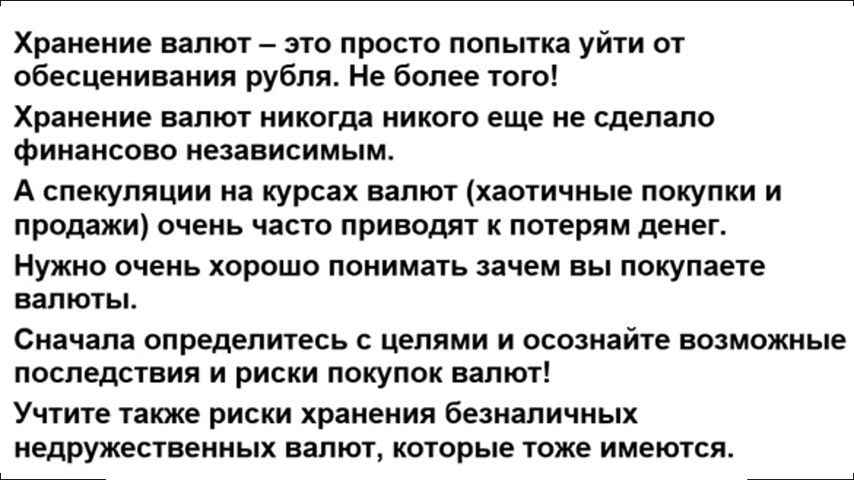 Хранение валют – это просто попытка уйти от
обесценивания рубля. Не более того!
Хранение валют никогда никого еще не сделало
финансово независимым.
А спекуляции на курсах валют (хаотичные покупки и
продажи) очень часто приводят к потерям денег.
Нужно очень хорошо понимать зачем вы покупаете
валюты.
Сначала определитесь с целями и осознайте возможные
последствия и риски покупок валют!
Учтите также риски хранения безналичных
недружественных валют, которые тоже имеются.